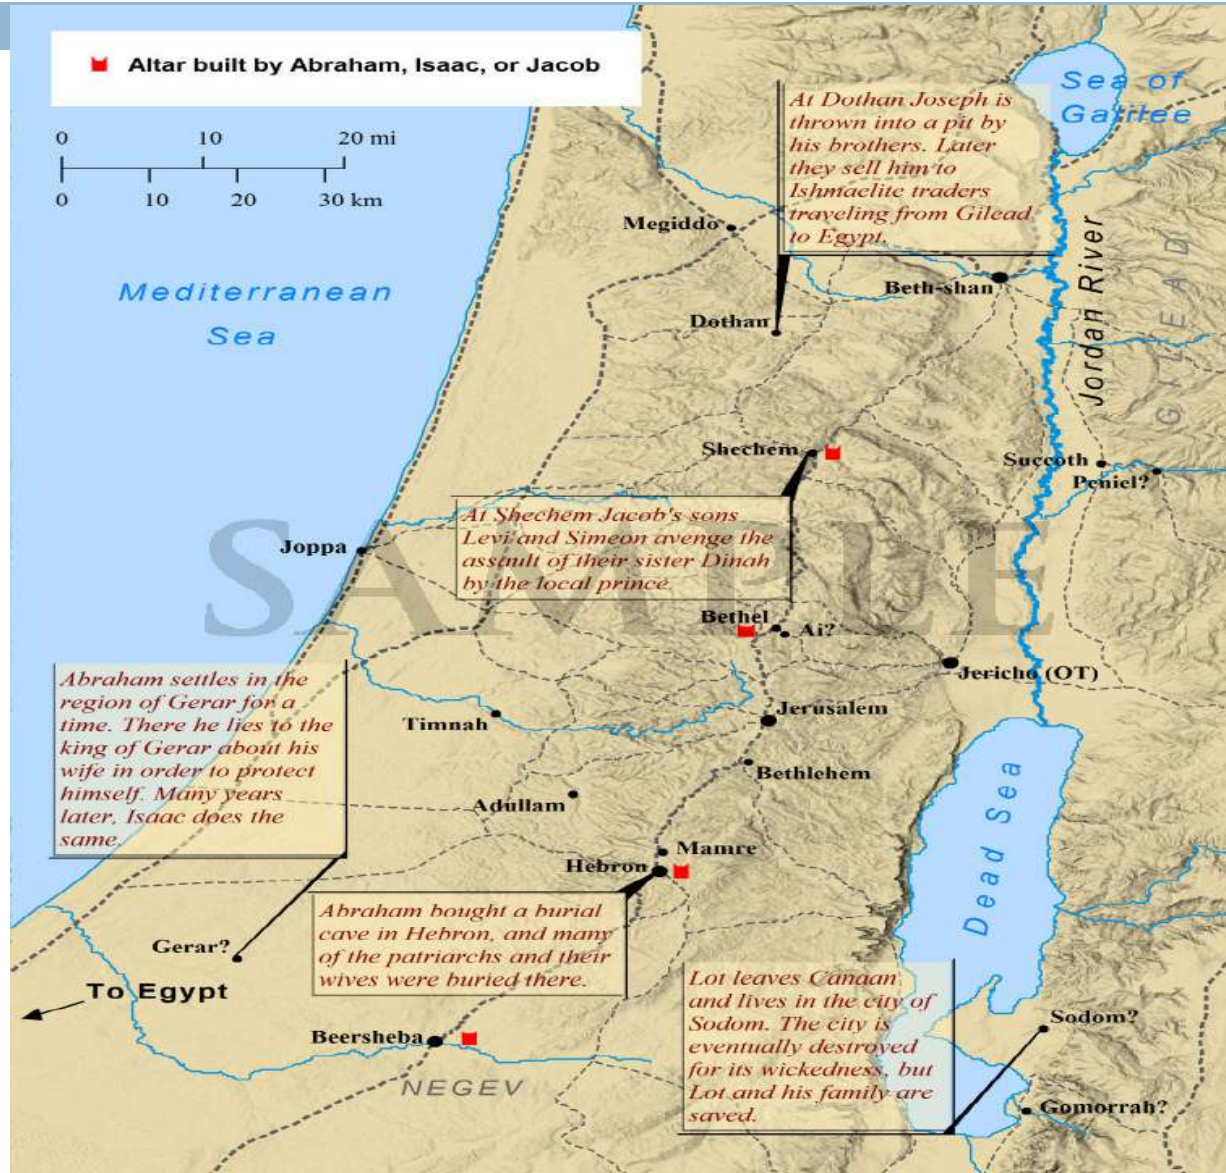 Altar built by Abraham, Isaac, or Jacob
0 10 20 mi
0 10 20 30 km
Sea of
Galilee
At Dothan Joseph is
thrown into a pit by
his brothers. Later
they sell him to
Ishmaelite traders
traveling from Gilead
to Egypt.
Megiddo
Mediterranean
Sea
Beth-shan
Jordan River
GILEAD
Dothan
Shechem
Succoth
Peniel?
At Shechem Jacob's sons
Levi and Simeon avenge the
assault of their sister Dinah
by the local prince.
SAMPLE
Joppa
Bethel
Ai?
Jericho (OT)
Abraham settles in the
region of Gerar for a
time. There he lies to the
king of Gerar about his
wife in order to protect
himself. Many years
later, Isaac does the
same.
Timnah
Jerusalem
Bethlehem
Adullam
Dead Sea
Mamre
Hebron
Abraham bought a burial
cave in Hebron, and many
of the patriarchs and their
wives were buried there.
Gerar?
To Egypt
Lot leaves Canaan
and lives in the city of
Sodom. The city is
eventually destroyed
for its wickedness, but
Lot and his family are
saved.
Sodom?
Beersheba
NEGEV
Gomorrah?